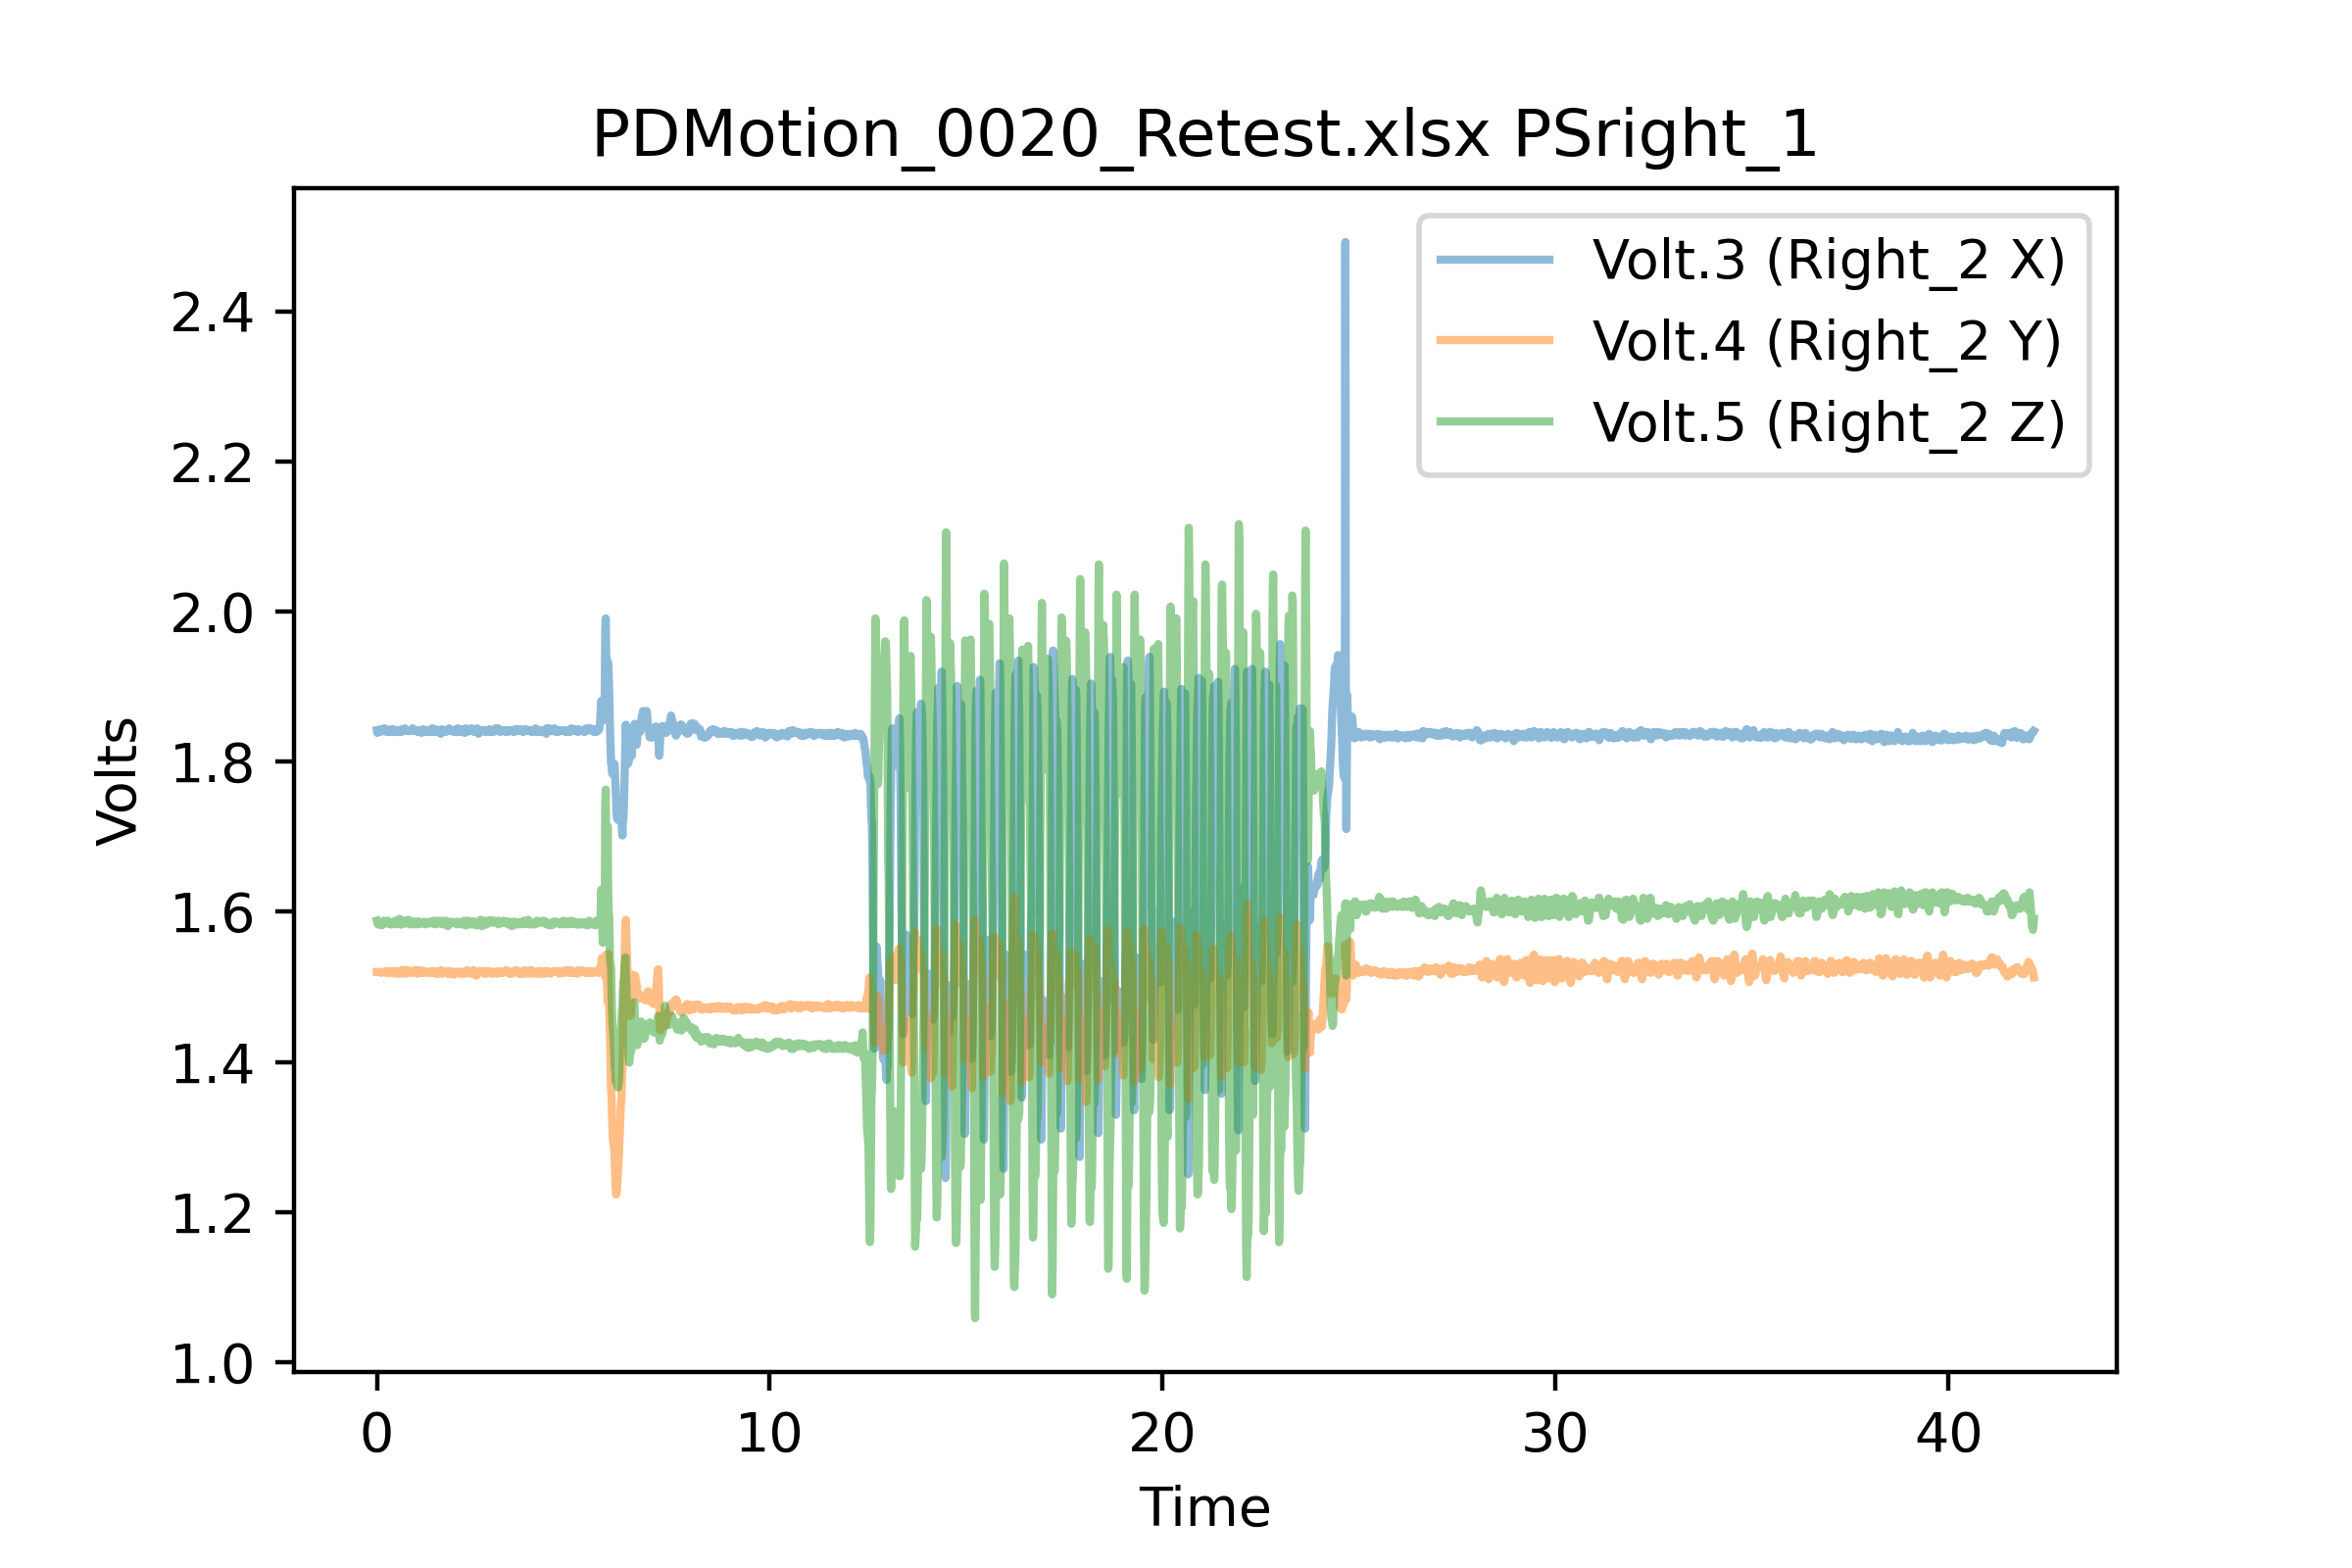 PDMotion_0020_Retest.xlsx PSright_1
Volt.3 (Right_2 X)
Volt.4 (Right_2 Y)
Volt.5 (Right_2 Z)
Volts
2.4
2.2
2.0
1.8
1.6
1.4
1.2
1.0
0 10 20 30 40
Time